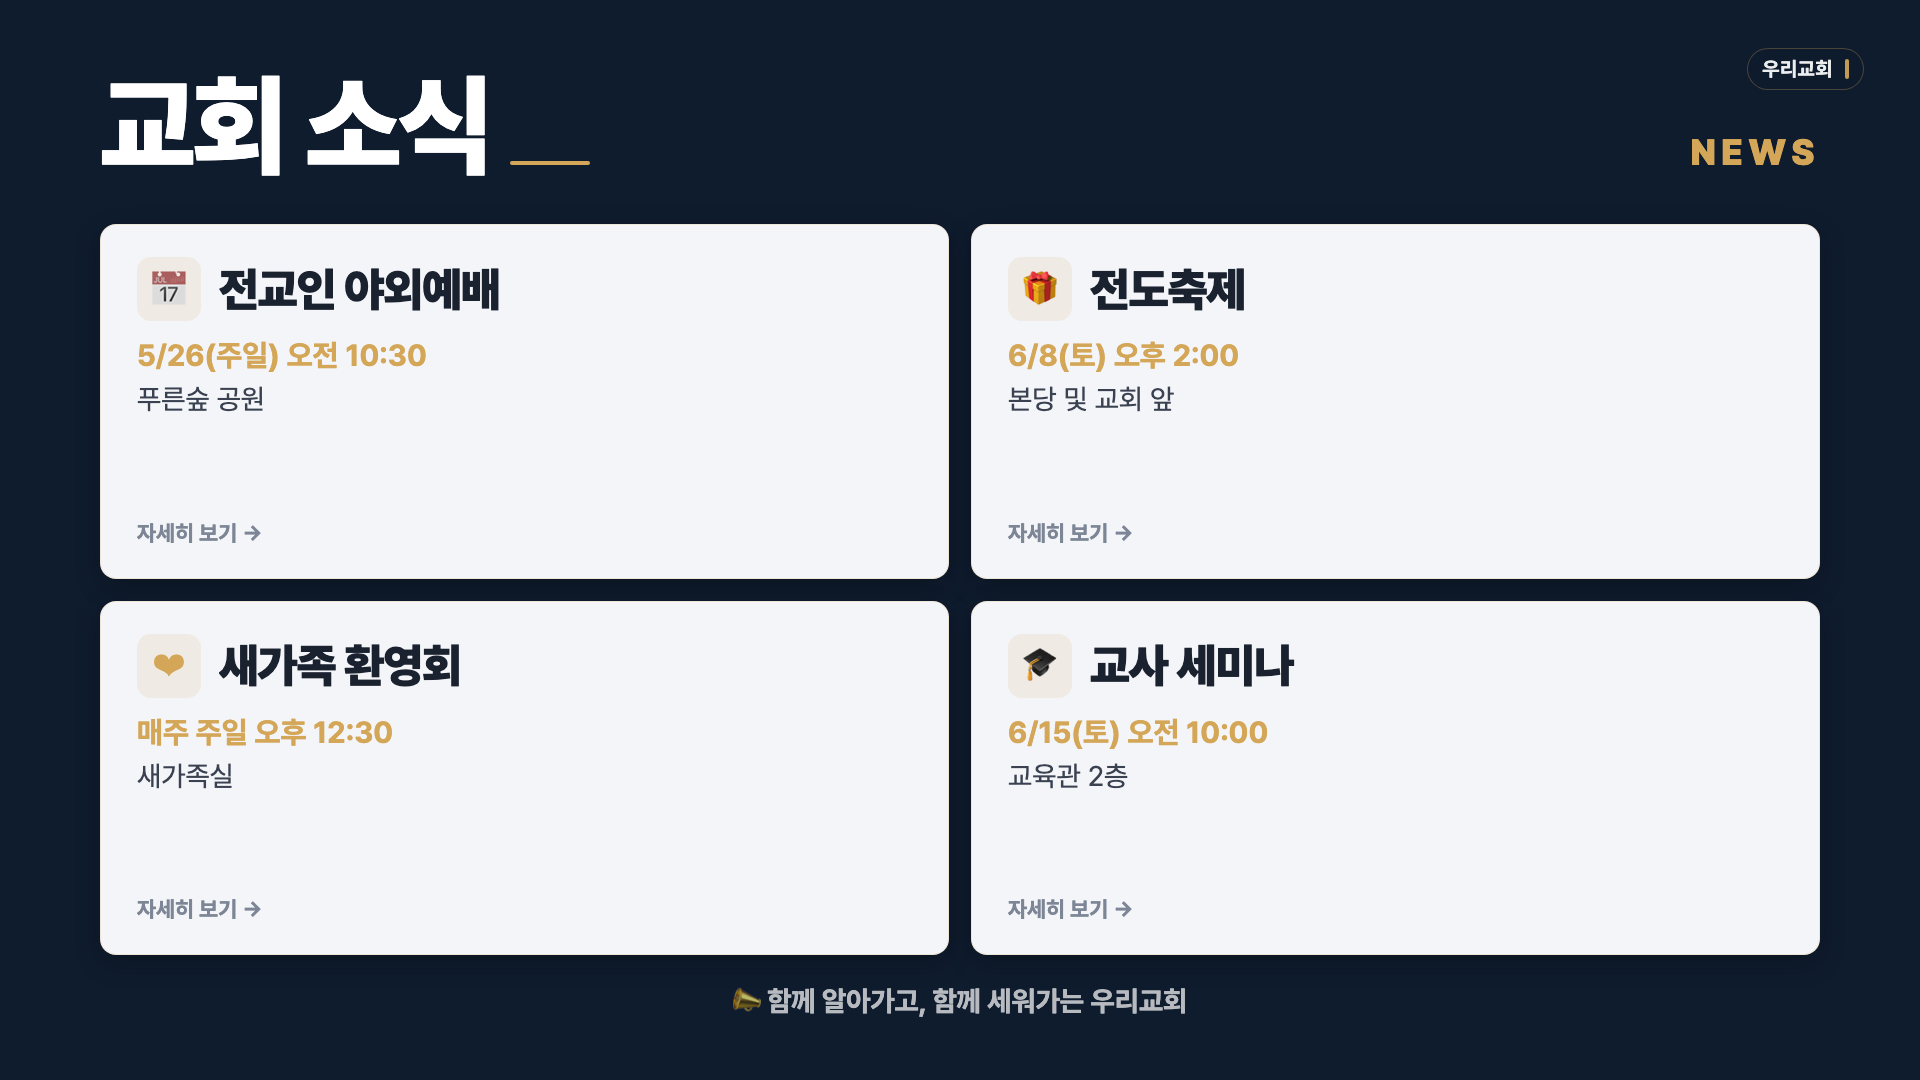 우리교회
교회 소식
NEWS
전교인 야외예배
5/26(주일) 오전 10:30
푸른숲 공원
자세히 보기 →
전도축제
6/8(토) 오후 2:00
본당 및 교회 앞
자세히 보기 →
새가족 환영회
매주 주일 오후 12:30
새가족실
자세히 보기 →
교사 세미나
6/15(토) 오전 10:00
교육관 2층
자세히 보기 →
함께 알아가고, 함께 세워가는 우리교회